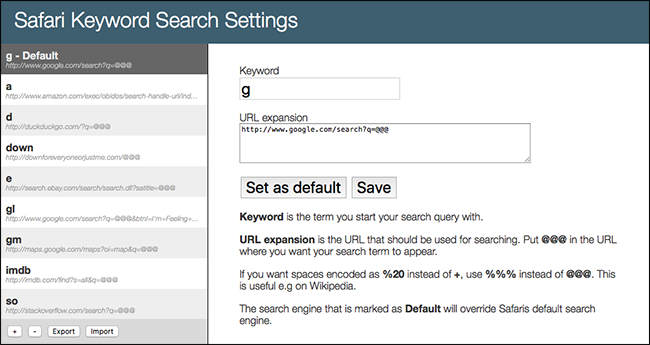 Safari Keyword Search Settings
g - Default
http://www.google.com/search?q=@@@
a
http://www.amazon.com/exec/obidos/search-handle-url/ind...
d
http://duckduckgo.com/?q=@@@
down
http://downforeveryoneorjustme.com/@@@
e
http://search.ebay.com/search/search.dll?satitle=@@@
gl
http://www.google.com/search?q=@@@&btnI=I'm+Feeling+...
gm
http://maps.google.com/maps?oi=map&q=@@@
imdb
http://imdb.com/find?s=all&q=@@@
so
http://stackoverflow.com/search?q=@@@
+ - Export Import
Keyword
g
URL expansion
http://www.google.com/search?q=@@@
Set as default Save
Keyword is the term you start your search query with.
URL expansion is the URL that should be used for searching. Put @@@ in the URL
where you want your search term to appear.
If you want spaces encoded as %20 instead of +, use %%% instead of @@@. This
is useful e.g on Wikipedia.
The search engine that is marked as Default will override Safaris default search
engine.